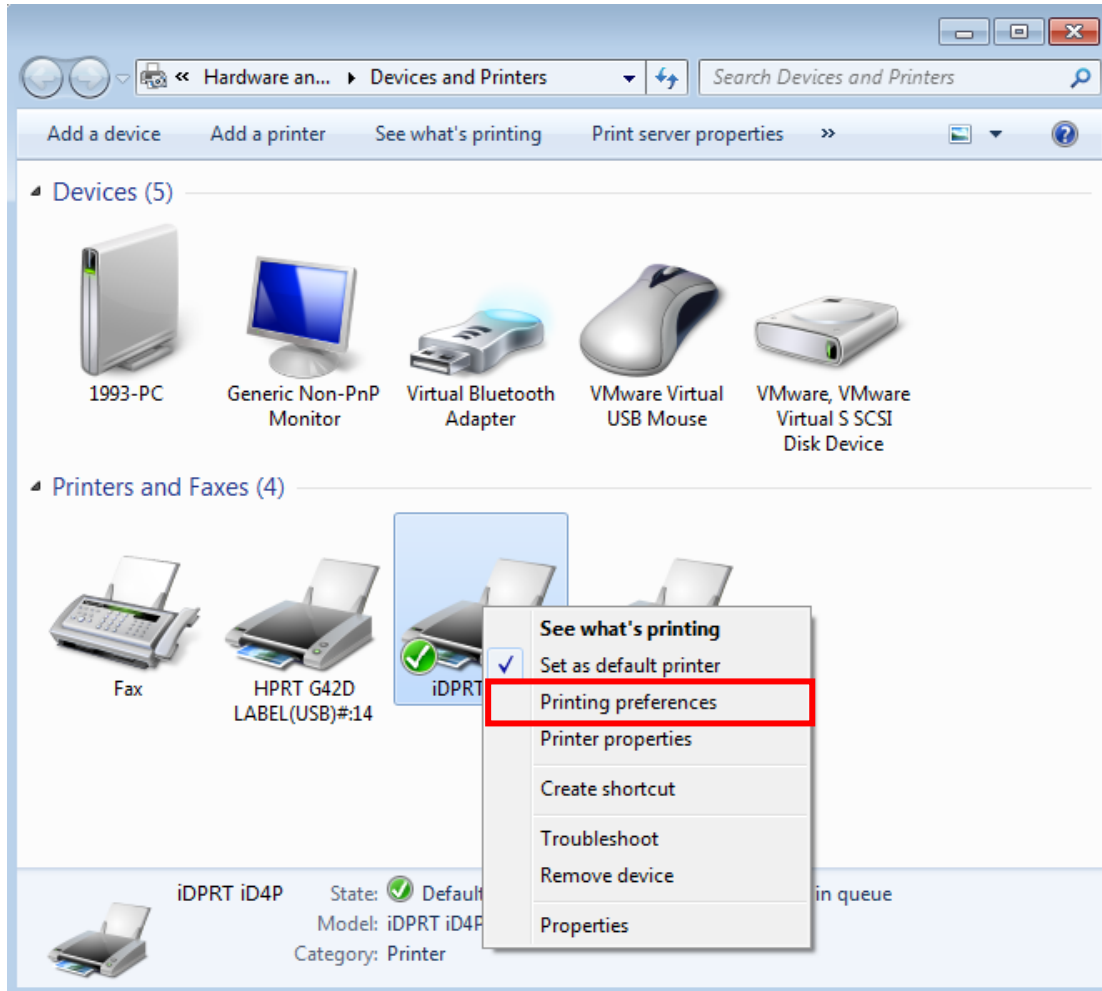 « Hardware an... ▸ Devices and Printers Search Devices and Printers
Add a device Add a printer See what's printing Print server properties »
Devices (5)
1993-PC
Generic Non-PnP
Monitor
Virtual Bluetooth
Adapter
VMware Virtual
USB Mouse
VMware, VMware
Virtual S SCSI
Disk Device
Printers and Faxes (4)
Fax
HPRT G42D
LABEL(USB)#:14
iDPRT
See what's printing
Set as default printer
Printing preferences
Printer properties
Create shortcut
Troubleshoot
Remove device
Properties
iDPRT iD4P State: Default in queue
Model: iDPRT iD4P
Category: Printer